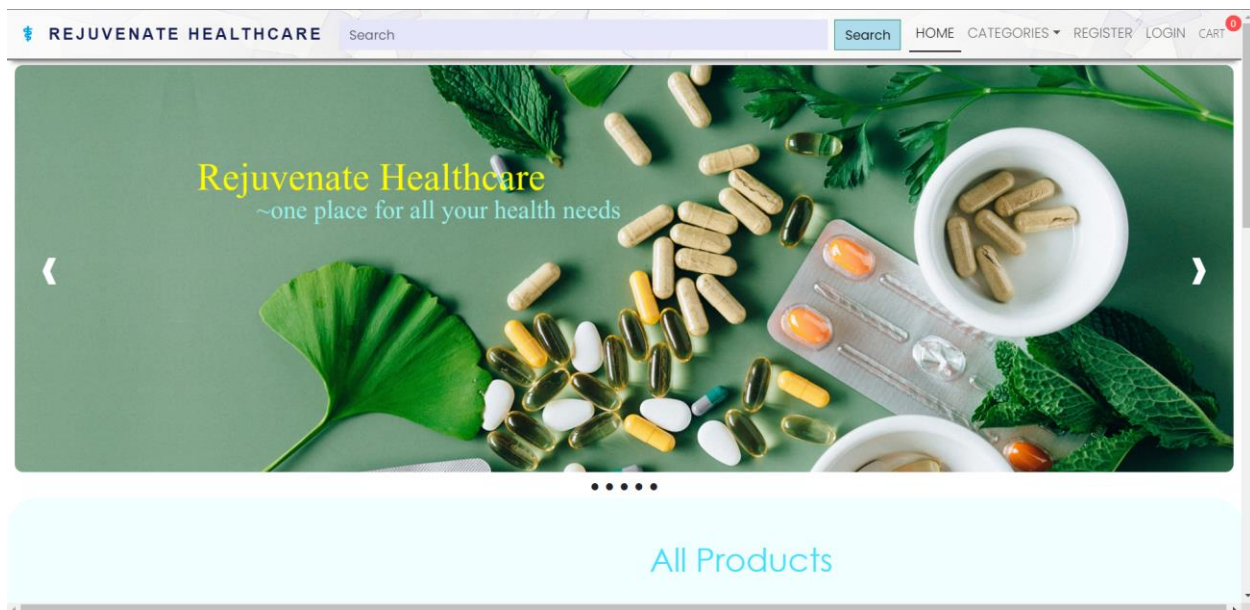 REJUVENATE HEALTHCARE Search Search HOME CATEGORIES REGISTER LOGIN CART 0
Rejuvenate Healthcare
~one place for all your health needs
All Products